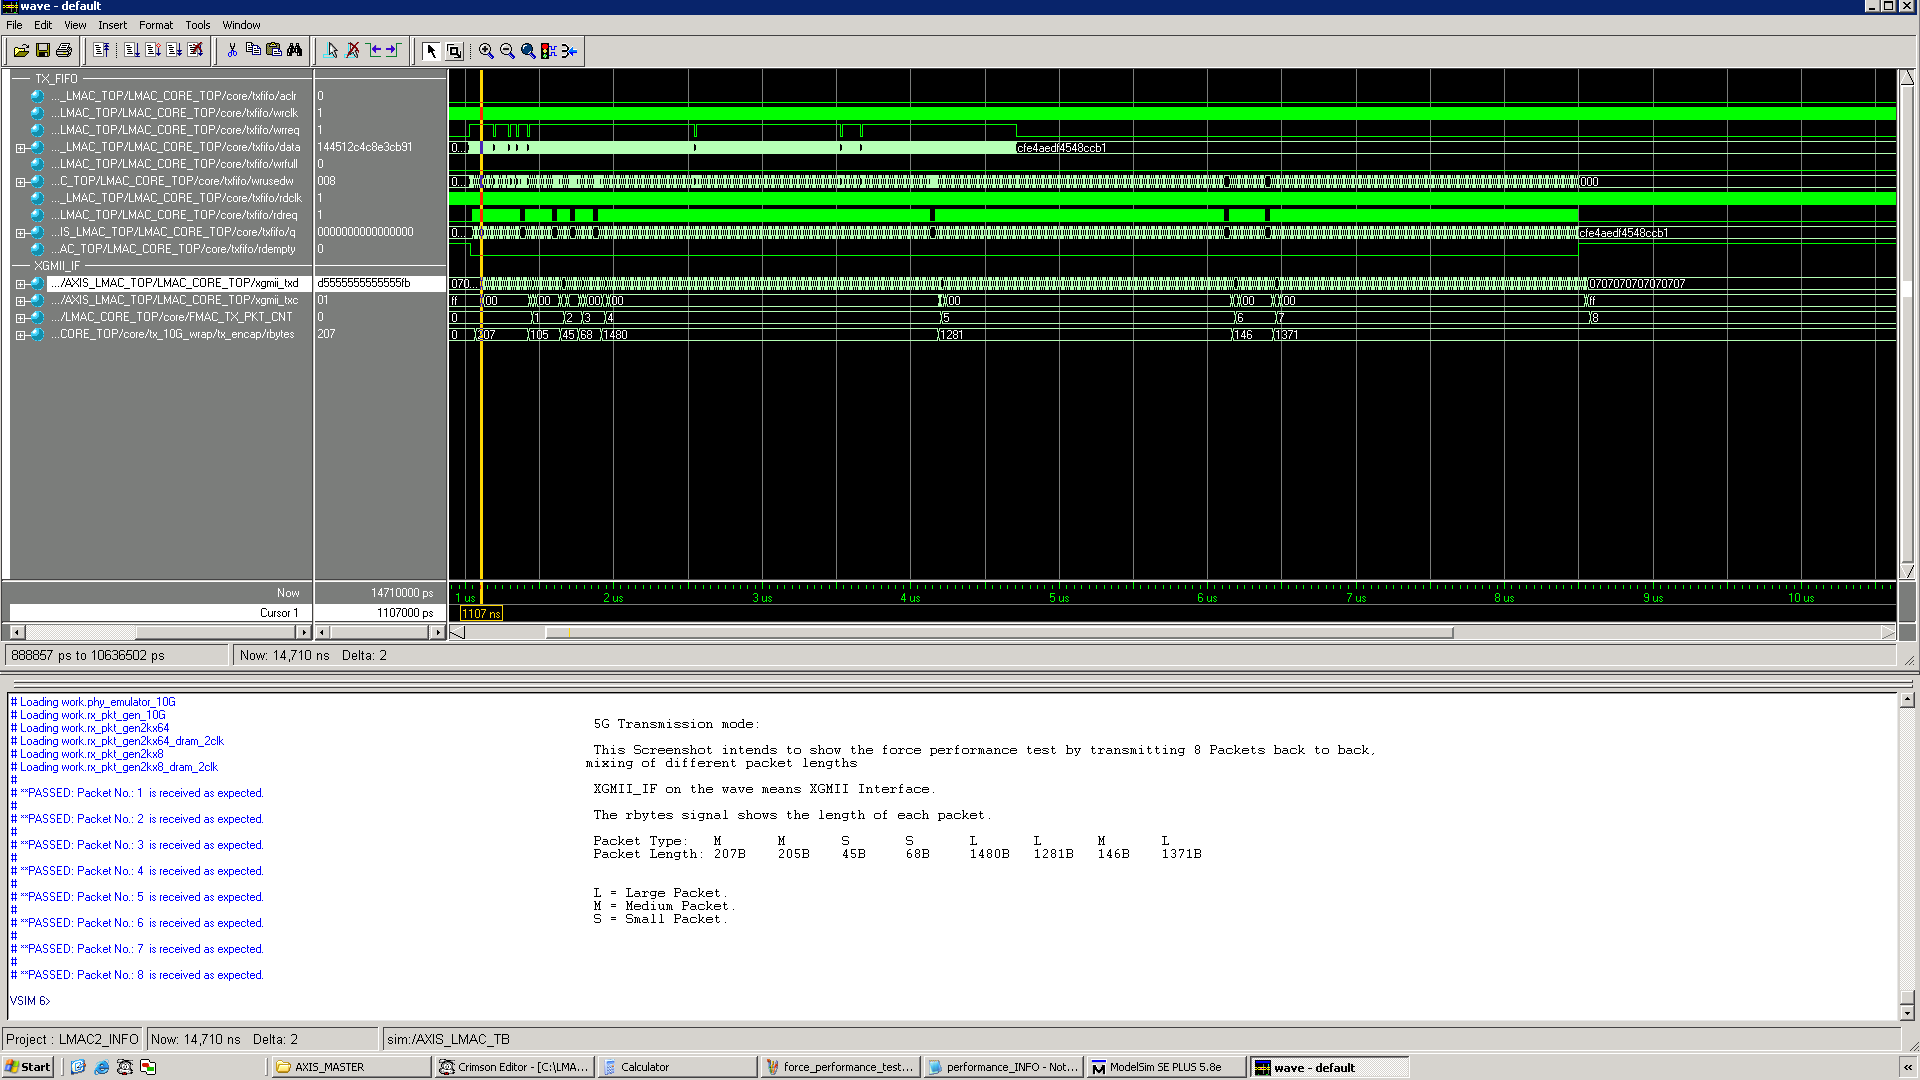 wave - default
File Edit View Insert Format Tools Window
TX_FIFO
..._LMAC_TOP/LMAC_CORE_TOP/core/txfifo/aclr 0
...LMAC_TOP/LMAC_CORE_TOP/core/txfifo/wrclk 1
...LMAC_TOP/LMAC_CORE_TOP/core/txfifo/wrreq 1
..._LMAC_TOP/LMAC_CORE_TOP/core/txfifo/data 144512c4c8e3cb91 0... cfe4aedf4548ccb1
...LMAC_TOP/LMAC_CORE_TOP/core/txfifo/wrfull 0
...C_TOP/LMAC_CORE_TOP/core/txfifo/wrusedw 008 0... 000
...LMAC_TOP/LMAC_CORE_TOP/core/txfifo/rdclk 1
...LMAC_TOP/LMAC_CORE_TOP/core/txfifo/rdreq 1
...IS_LMAC_TOP/LMAC_CORE_TOP/core/txfifo/q 0000000000000000 0... cfe4aedf4548ccb1
...AC_TOP/LMAC_CORE_TOP/core/txfifo/rdempty 0
XGMII_IF
.../AXIS_LMAC_TOP/LMAC_CORE_TOP/xgmii_txd d5555555555555fb 070... 0707070707070707
.../AXIS_LMAC_TOP/LMAC_CORE_TOP/xgmii_txc 01 ff 00 00 00 00 00 00 00 ff
.../LMAC_CORE_TOP/core/FMAC_TX_PKT_CNT 0 0 1 2 3 4 5 6 7 8
...CORE_TOP/core/tx_10G_wrap/tx_encap/rbytes 207 0 207 105 45 68 1480 1281 146 1371
Now 14710000 ps 1 us 2 us 3 us 4 us 5 us 6 us 7 us 8 us 9 us 10 us
Cursor 1 1107000 ps 1107 ns
888857 ps to 10636502 ps Now: 14,710 ns Delta: 2
# Loading work.phy_emulator_10G
# Loading work.rx_pkt_gen_10G
# Loading work.rx_pkt_gen2kx64
# Loading work.rx_pkt_gen2kx64_dram_2clk
# Loading work.rx_pkt_gen2kx8
# Loading work.rx_pkt_gen2kx8_dram_2clk
#
# **PASSED: Packet No.: 1 is received as expected.
#
# **PASSED: Packet No.: 2 is received as expected.
#
# **PASSED: Packet No.: 3 is received as expected.
#
# **PASSED: Packet No.: 4 is received as expected.
#
# **PASSED: Packet No.: 5 is received as expected.
#
# **PASSED: Packet No.: 6 is received as expected.
#
# **PASSED: Packet No.: 7 is received as expected.
#
# **PASSED: Packet No.: 8 is received as expected.
VSIM 6>
5G Transmission mode:
This Screenshot intends to show the force performance test by transmitting 8 Packets back to back,
mixing of different packet lengths
XGMII_IF on the wave means XGMII Interface.
The rbytes signal shows the length of each packet.
Packet Type: M M S S L L M L
Packet Length: 207B 205B 45B 68B 1480B 1281B 146B 1371B
L = Large Packet.
M = Medium Packet.
S = Small Packet.
Project : LMAC2_INFO Now: 14,710 ns Delta: 2 sim:/AXIS_LMAC_TB
Start AXIS_MASTER Crimson Editor - [C:\LMA... Calculator force_performance_test... performance_INFO - Not... ModelSim SE PLUS 5.8e wave - default